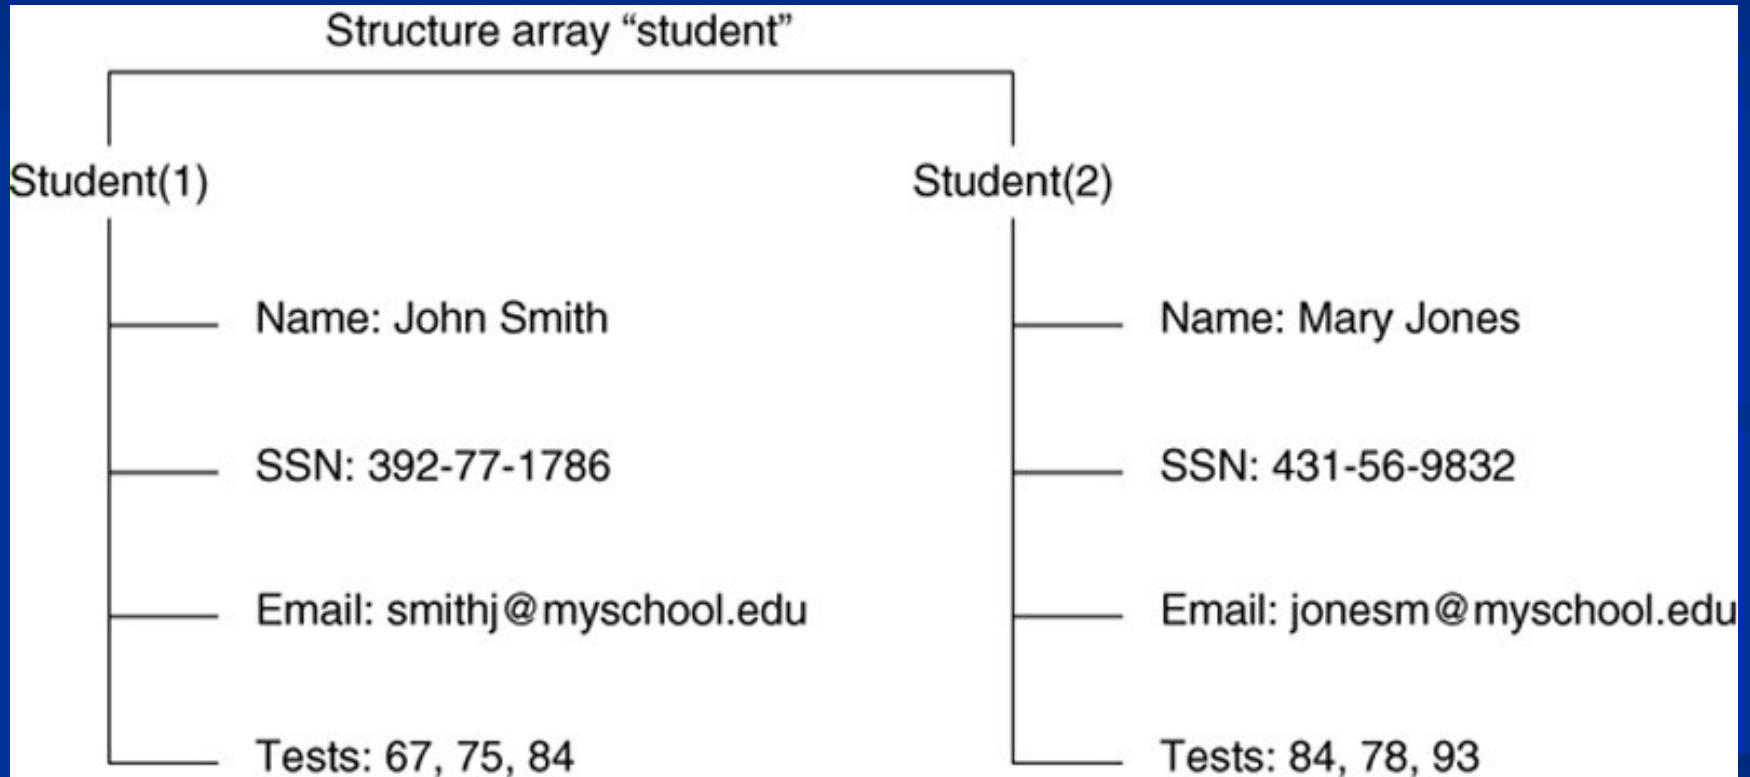 Structure array “student”
Student(1)
Name: John Smith
SSN: 392-77-1786
Email: smithj@myschool.edu
Tests: 67, 75, 84
Student(2)
Name: Mary Jones
SSN: 431-56-9832
Email: jonesm@myschool.edu
Tests: 84, 78, 93